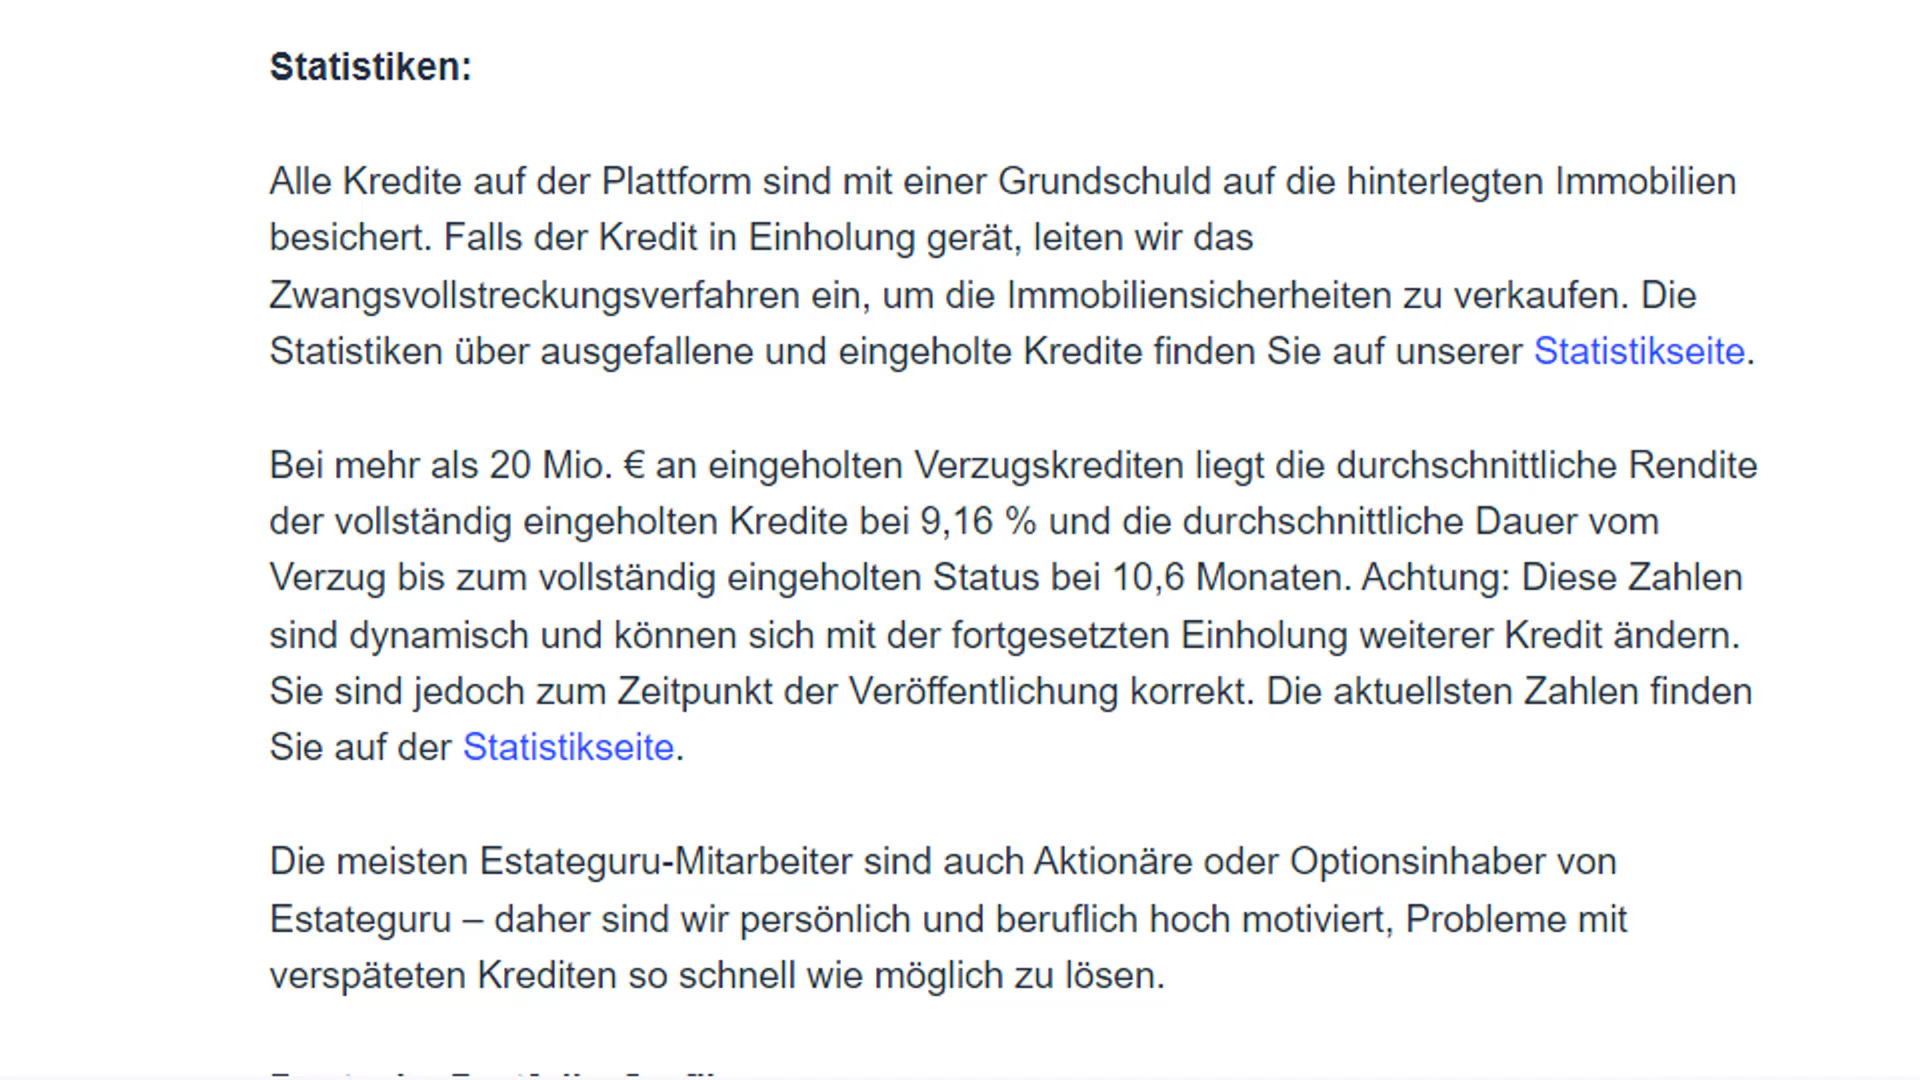 Statistiken:
Alle Kredite auf der Plattform sind mit einer Grundschuld auf die hinterlegten Immobilien
besichert. Falls der Kredit in Einholung gerät, leiten wir das
Zwangsvollstreckungsverfahren ein, um die Immobiliensicherheiten zu verkaufen. Die
Statistiken über ausgefallene und eingeholte Kredite finden Sie auf unserer Statistikseite.
Bei mehr als 20 Mio. € an eingeholten Verzugskrediten liegt die durchschnittliche Rendite
der vollständig eingeholten Kredite bei 9,16 % und die durchschnittliche Dauer vom
Verzug bis zum vollständig eingeholten Status bei 10,6 Monaten. Achtung: Diese Zahlen
sind dynamisch und können sich mit der fortgesetzten Einholung weiterer Kredit ändern.
Sie sind jedoch zum Zeitpunkt der Veröffentlichung korrekt. Die aktuellsten Zahlen finden
Sie auf der Statistikseite.
Die meisten Estateguru-Mitarbeiter sind auch Aktionäre oder Optionsinhaber von
Estateguru – daher sind wir persönlich und beruflich hoch motiviert, Probleme mit
verspäteten Krediten so schnell wie möglich zu lösen.